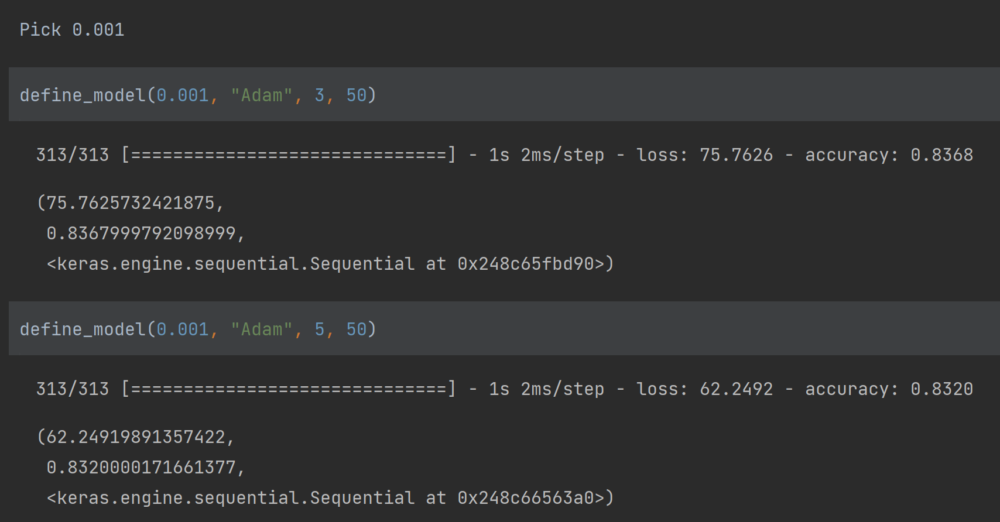 Pick 0.001
define_model(0.001, "Adam", 3, 50)
313/313 [==============================] - 1s 2ms/step - loss: 75.7626 - accuracy: 0.8368
(75.7625732421875,
0.8367999792098999,
<keras.engine.sequential.Sequential at 0x248c65fbd90>)
define_model(0.001, "Adam", 5, 50)
313/313 [==============================] - 1s 2ms/step - loss: 62.2492 - accuracy: 0.8320
(62.24919891357422,
0.8320000171661377,
<keras.engine.sequential.Sequential at 0x248c66563a0>)